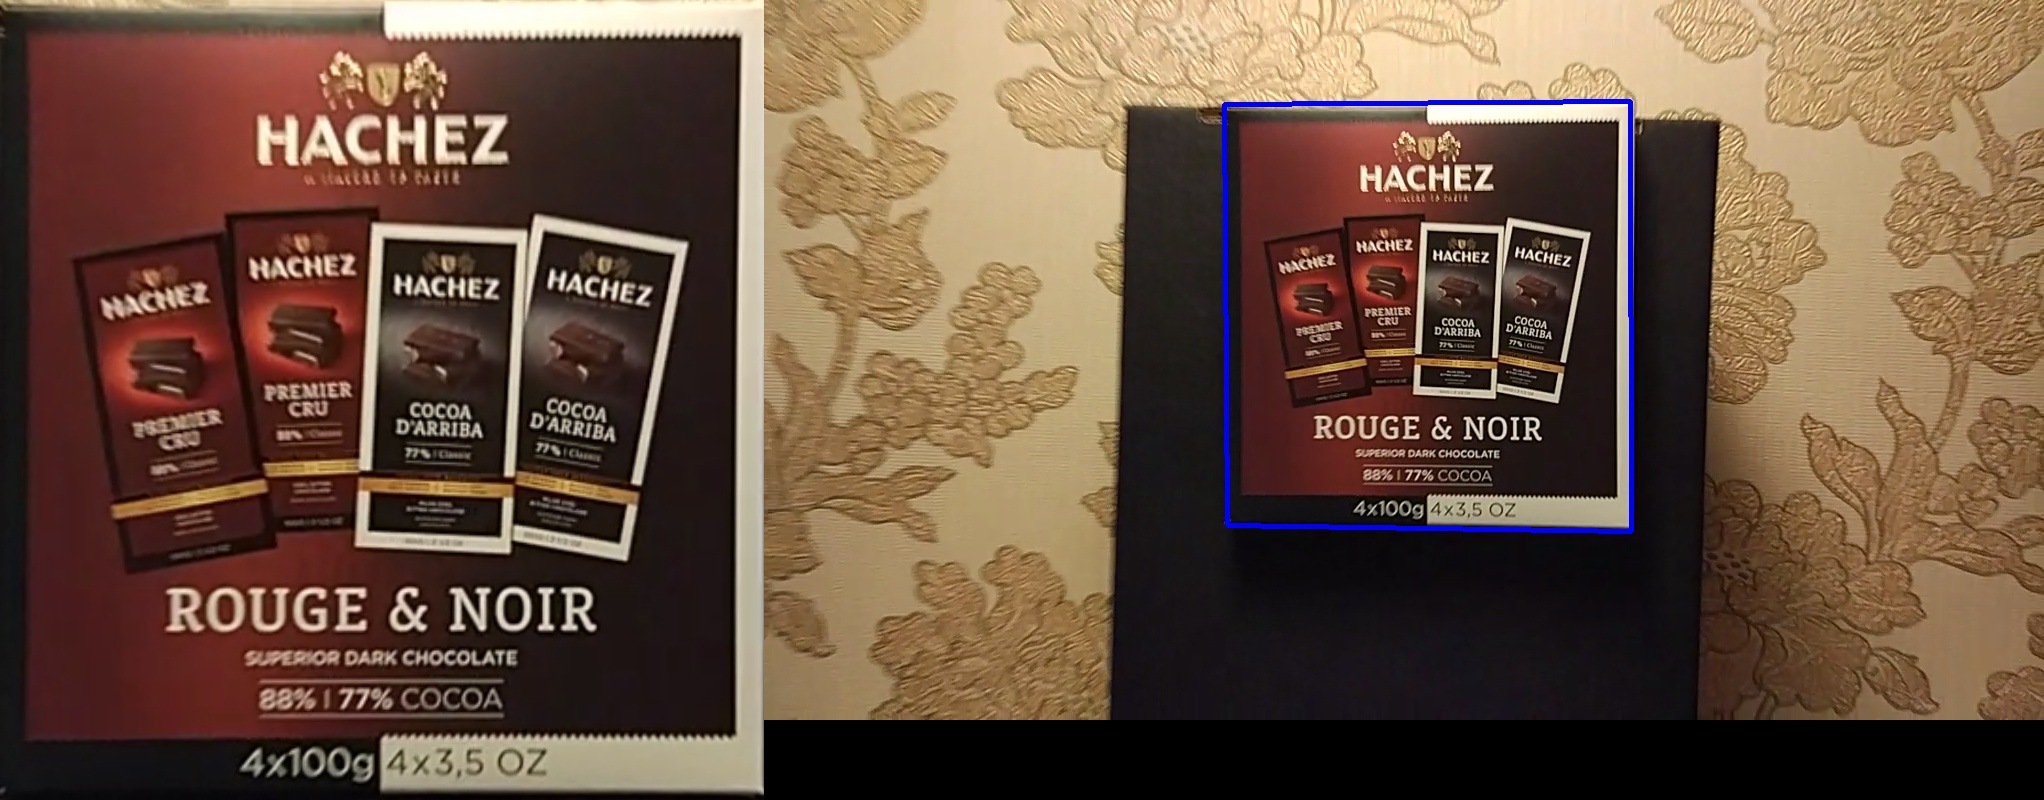 HACHEZ
HACHEZ
PREMIER
CRU
88% | Classic
HACHEZ
PREMIER
CRU
88% | Classic
HACHEZ
COCOA
D'ARRIBA
77% | Classic
HACHEZ
COCOA
D'ARRIBA
77% | Classic
ROUGE & NOIR
SUPERIOR DARK CHOCOLATE
88% | 77% COCOA
4x100g 4x3,5 OZ
HACHEZ
HACHEZ
PREMIER
CRU
88% | Classic
HACHEZ
PREMIER
CRU
88% | Classic
HACHEZ
COCOA
D'ARRIBA
77% | Classic
HACHEZ
COCOA
D'ARRIBA
77% | Classic
ROUGE & NOIR
SUPERIOR DARK CHOCOLATE
88% | 77% COCOA
4x100g 4x3,5 OZ